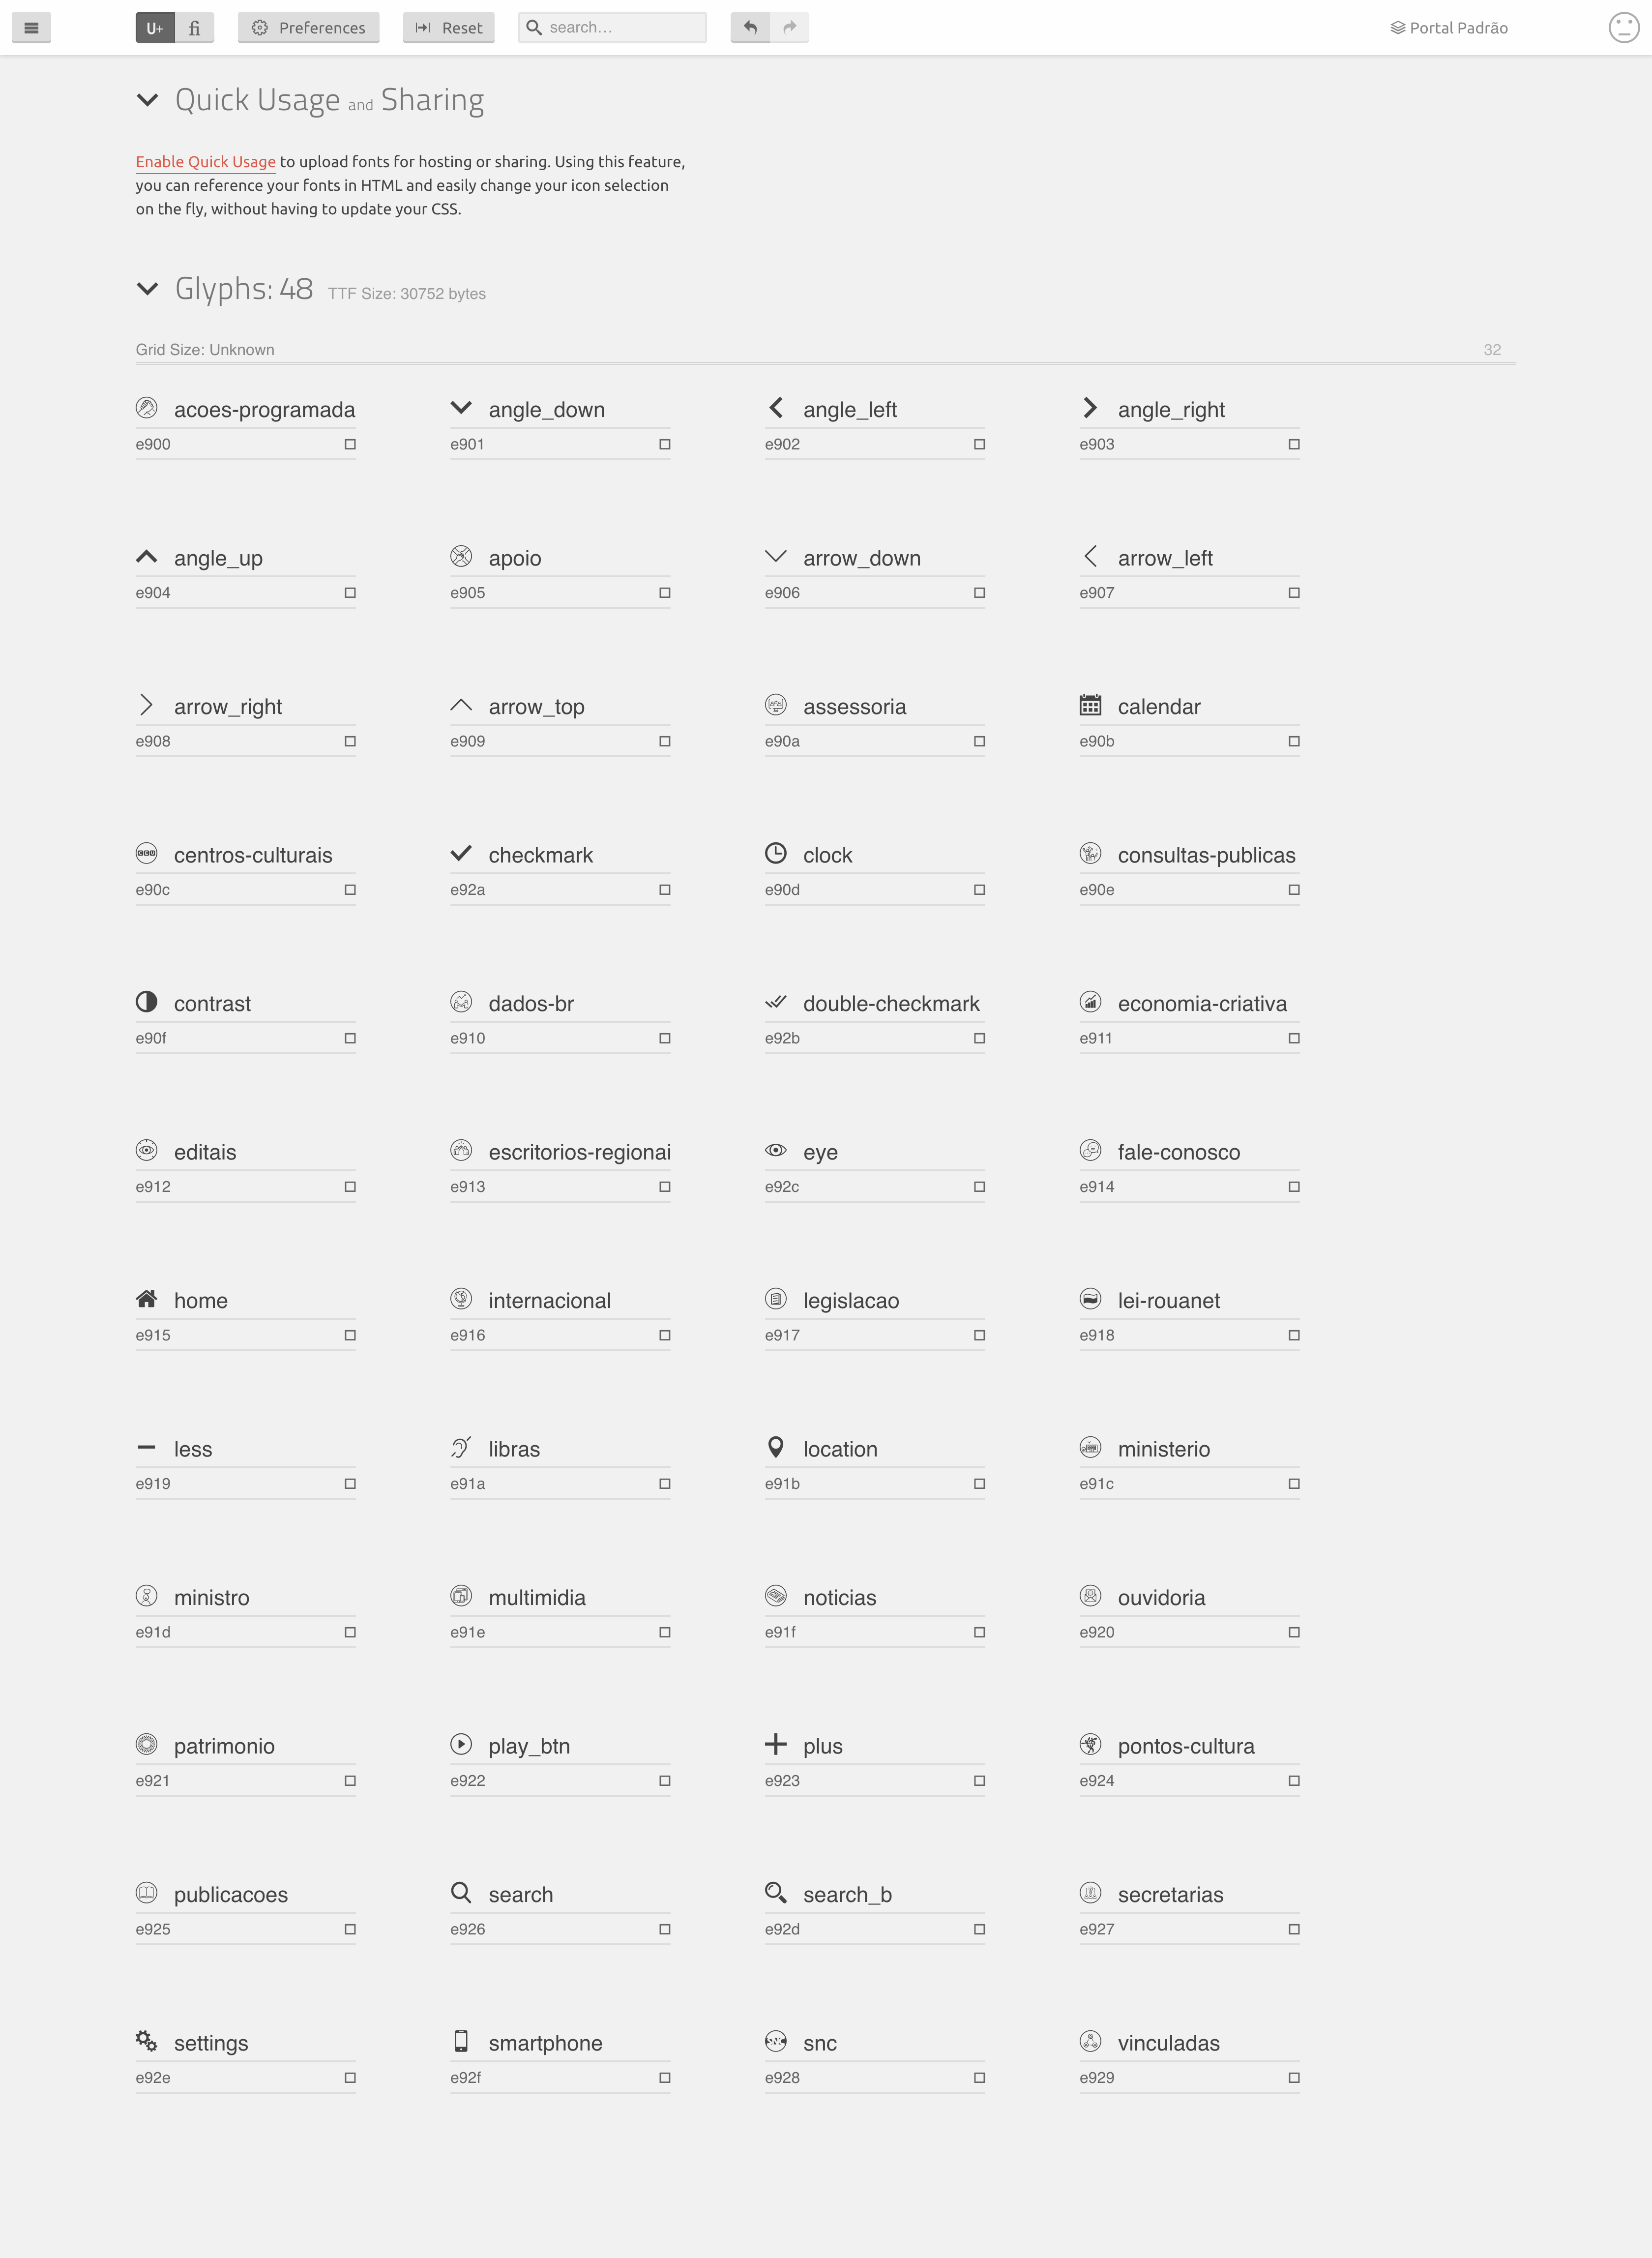 U+ fi Preferences Reset search... Portal Padrão
Quick Usage and Sharing
Enable Quick Usage to upload fonts for hosting or sharing. Using this feature,
you can reference your fonts in HTML and easily change your icon selection
on the fly, without having to update your CSS.
Glyphs: 48 TTF Size: 30752 bytes
Grid Size: Unknown 32
acoes-programada angle_down angle_left angle_right
e900 e901 e902 e903
angle_up apoio arrow_down arrow_left
e904 e905 e906 e907
arrow_right arrow_top assessoria calendar
e908 e909 e90a e90b
centros-culturais checkmark clock consultas-publicas
e90c e92a e90d e90e
contrast dados-br double-checkmark economia-criativa
e90f e910 e92b e911
editais escritorios-regionai eye fale-conosco
e912 e913 e92c e914
home internacional legislacao lei-rouanet
e915 e916 e917 e918
less libras location ministerio
e919 e91a e91b e91c
ministro multimidia noticias ouvidoria
e91d e91e e91f e920
patrimonio play_btn plus pontos-cultura
e921 e922 e923 e924
publicacoes search search_b secretarias
e925 e926 e92d e927
settings smartphone snc vinculadas
e92e e92f e928 e929